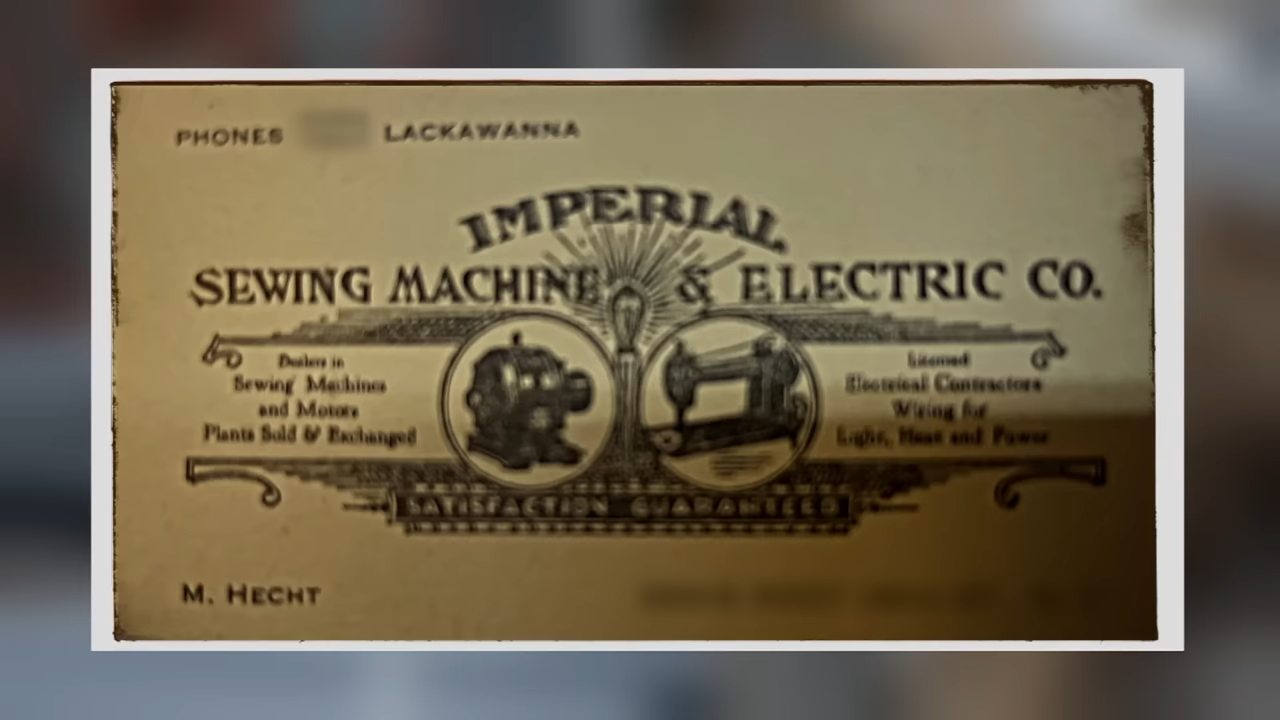 PHONES LACKAWANNA
IMPERIAL
SEWING MACHINE & ELECTRIC CO.
Dealers in
Sewing Machines
and Motors
Plants Sold & Exchanged
Licensed
Electrical Contractors
Wiring for
Light, Heat and Power
SATISFACTION GUARANTEED
M. HECHT